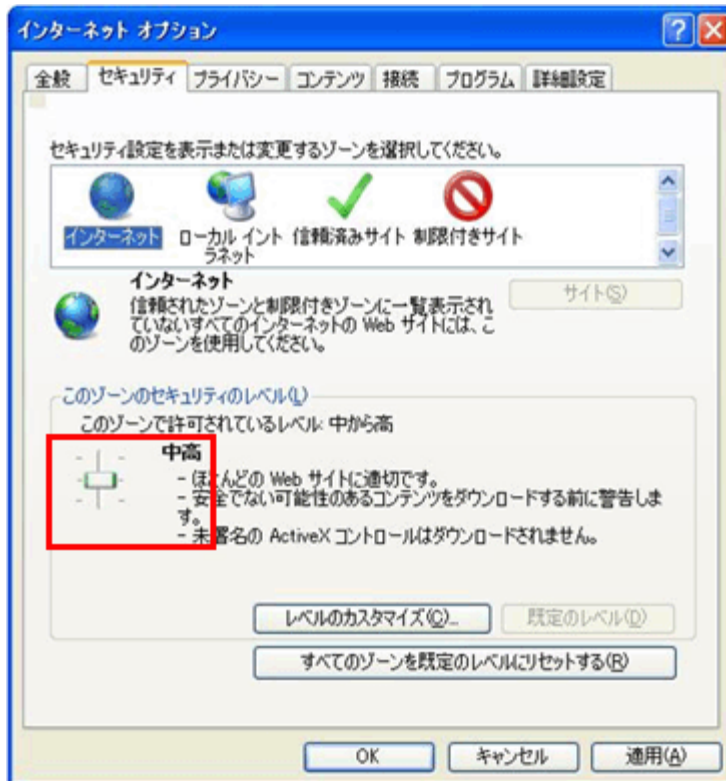 インターネット オプション
全般 セキュリティ プライバシー コンテンツ 接続 プログラム 詳細設定
セキュリティ設定を表示または変更するゾーンを選択してください。
インターネット ローカル イント 信頼済みサイト 制限付きサイト
ラネット
インターネット
サイト(S)
信頼されたゾーンと制限付きゾーンに一覧表示され
ていないすべてのインターネットの Web サイトには、こ
のゾーンを使用してください。
このゾーンのセキュリティのレベル(L)
このゾーンで許可されているレベル: 中から高
中高
- ほとんどの Web サイトに適切です。
- 安全でない可能性のあるコンテンツをダウンロードする前に警告しま
す。
- 未署名の ActiveX コントロールはダウンロードされません。
レベルのカスタマイズ(C)... 既定のレベル(D)
すべてのゾーンを既定のレベルにリセットする(R)
OK キャンセル 適用(A)